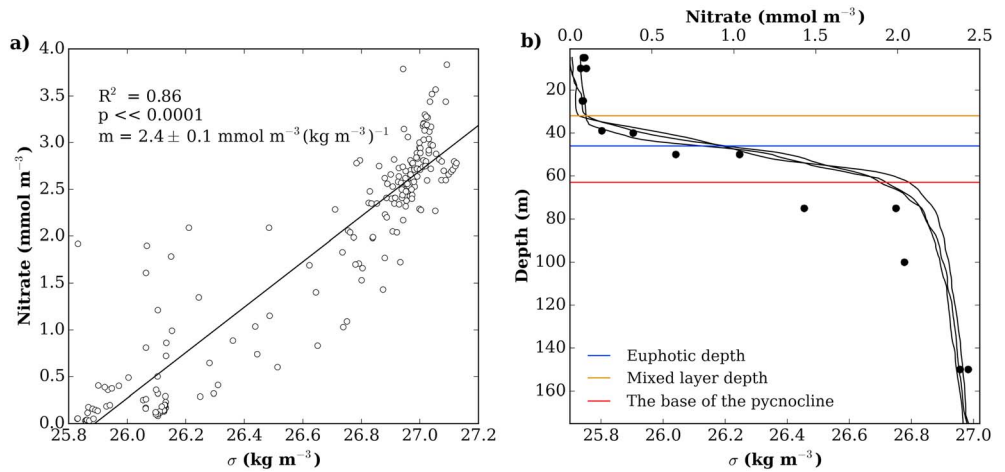 a)
Nitrate (mmol m⁻³)
4.0
3.5
3.0
2.5
2.0
1.5
1.0
0.5
0.0
R² = 0.86
p << 0.0001
m = 2.4 ± 0.1 mmol m⁻³(kg m⁻³)⁻¹
25.8 26.0 26.2 26.4 26.6 26.8 27.0 27.2
σ (kg m⁻³)
b)
Nitrate (mmol m⁻³)
0.0 0.5 1.0 1.5 2.0 2.5
Depth (m)
20
40
60
80
100
120
140
160
Euphotic depth
Mixed layer depth
The base of the pycnocline
25.8 26.0 26.2 26.4 26.6 26.8 27.0
σ (kg m⁻³)